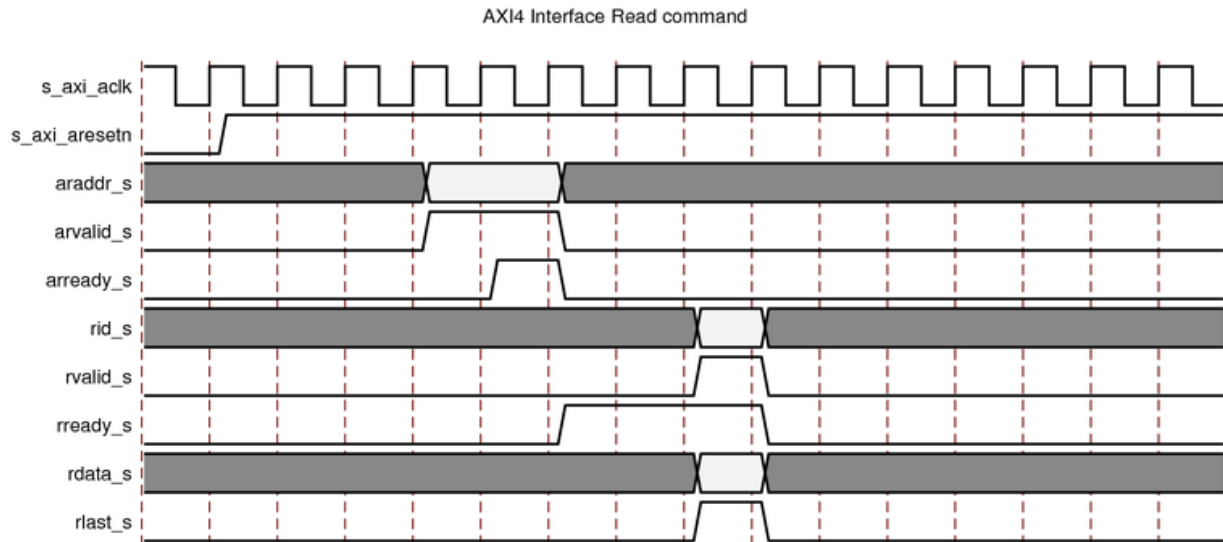 AXI4 Interface Read command
s_axi_aclk
s_axi_aresetn
araddr_s
arvalid_s
arready_s
rid_s
rvalid_s
rready_s
rdata_s
rlast_s